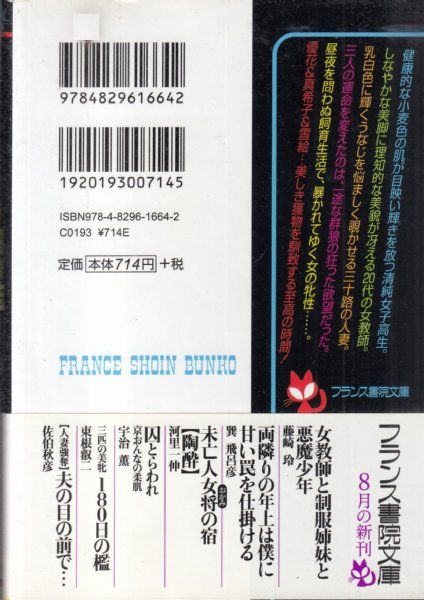 健康的な小麦色の肌が目映い輝きを放つ清純女子高生。
しなやかな美脚に理知的な美貌が冴える20代の女教師。
乳白色に輝くうなじを悩ましく覗かせる三十路の人妻。
三人の運命を変えたのは、一途な群狼の狂った欲望だった。
昼夜を問わぬ飼育生活で、暴かれてゆく女の牝性……。
優花&真希子&雪絵…美しき獲物を馴致する至高の時間!
フランス書院文庫
9784829616642
1920193007145
ISBN978-4-8296-1664-2
C0193 ¥714E
定価 本体714円 +税
FRANCE SHOIN BUNKO
フランス書院文庫
8月の新刊
女教師と制服姉妹と
悪魔少年
藤崎 玲
両隣りの年上は僕に
甘い罠を仕掛ける
巽 飛呂彦
未亡人女将の宿
おかみ
【陶酔】
河里一伸
囚とらわれ
京おんなの柔肌
宇治 薫
三匹の美牝 180日の檻
東根叡二
【人妻強奪】夫の目の前で…
佐伯秋彦